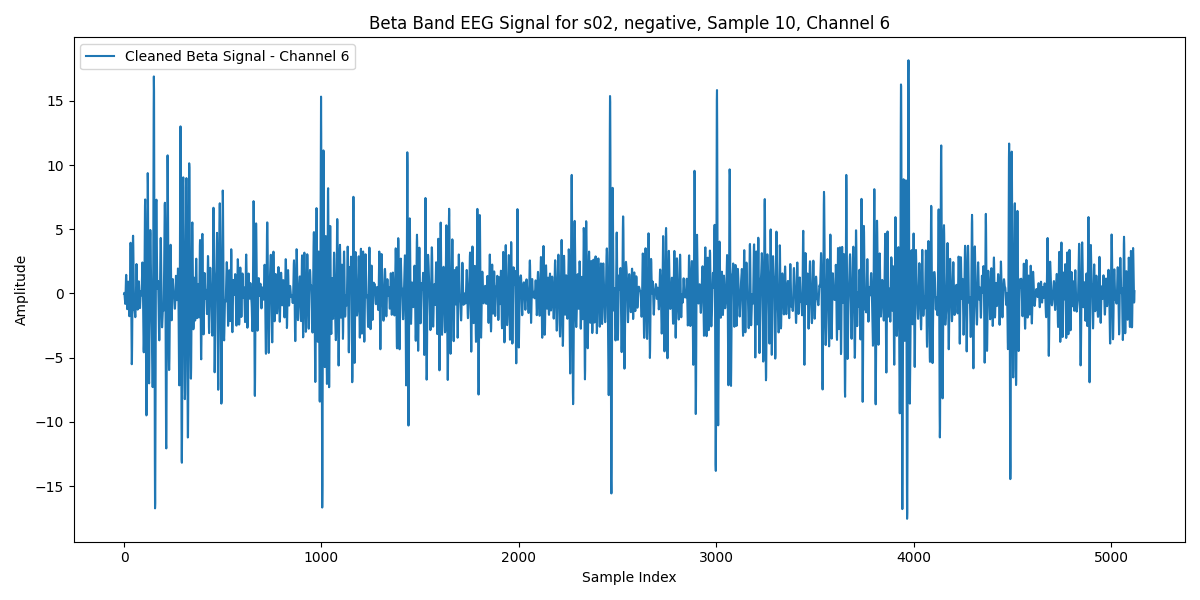 Beta Band EEG Signal for s02, negative, Sample 10, Channel 6
Cleaned Beta Signal - Channel 6
Amplitude
15
10
5
0
−5
−10
−15
0 1000 2000 3000 4000 5000
Sample Index